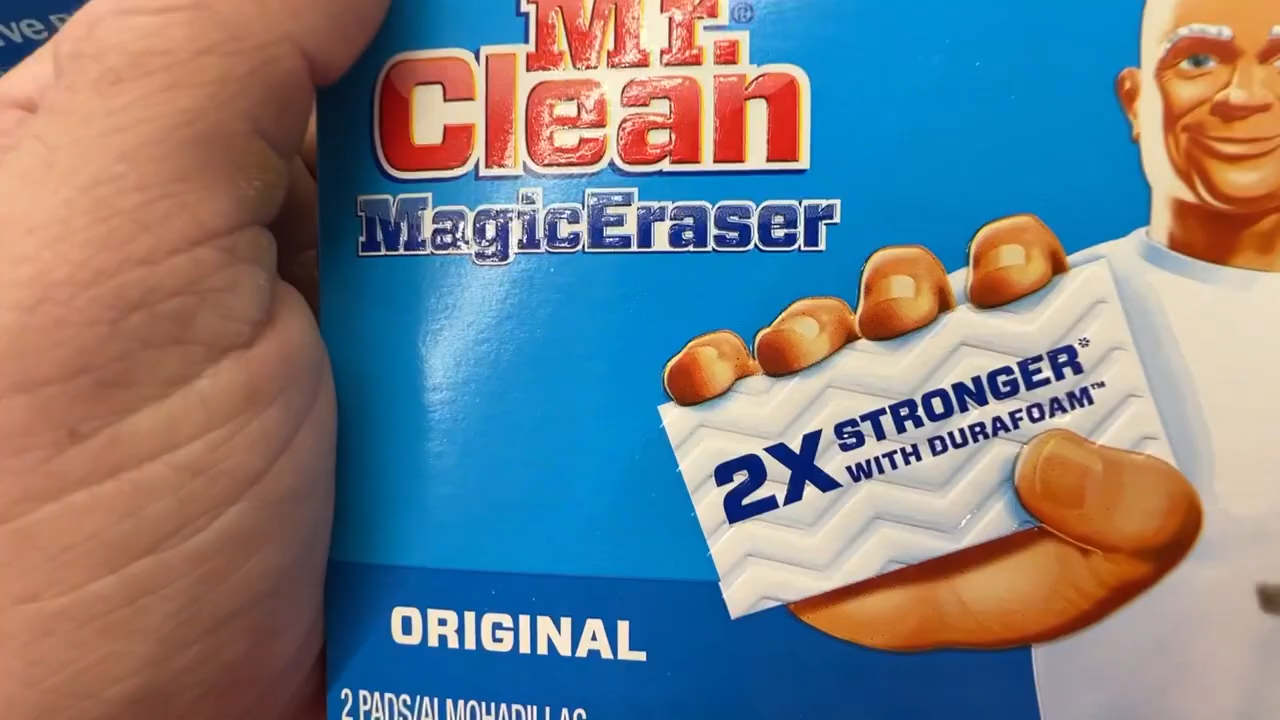 Mr.®
Clean
MagicEraser
2X STRONGER*
WITH DURAFOAM™
ORIGINAL
2 PADS/ALMOHADILLAS